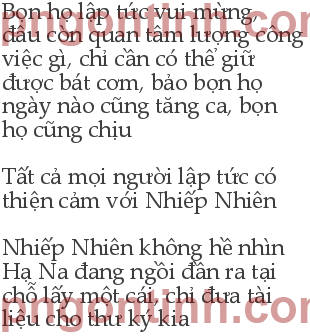 Bọn họ lập tức vui mừng,
đâu còn quan tâm lượng công
việc gì, chỉ cần có thể giữ
được bát cơm, bảo bọn họ
ngày nào cũng tăng ca, bọn
họ cũng chịu
Tất cả mọi người lập tức có
thiện cảm với Nhiếp Nhiên
Nhiếp Nhiên không hề nhìn
Hạ Na đang ngồi đần ra tại
chỗ lấy một cái, chỉ đưa tài
liệu cho thư ký kia